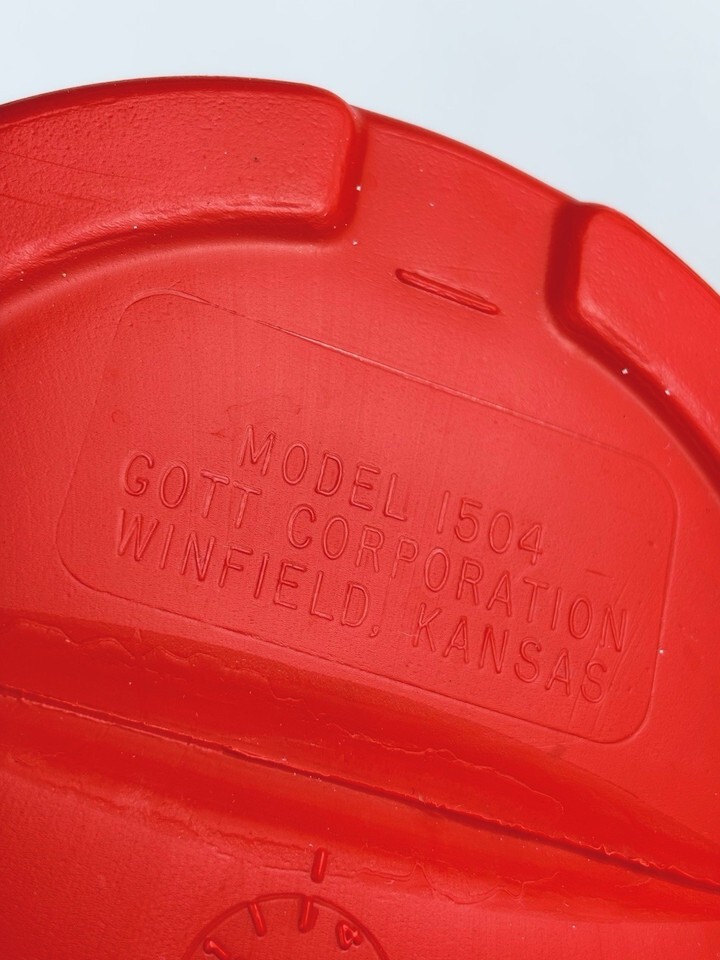 MODEL 1504
GOTT CORPORATION
WINFIELD, KANSAS